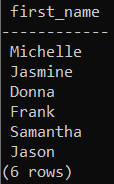 first_name
------------
Michelle
Jasmine
Donna
Frank
Samantha
Jason
(6 rows)